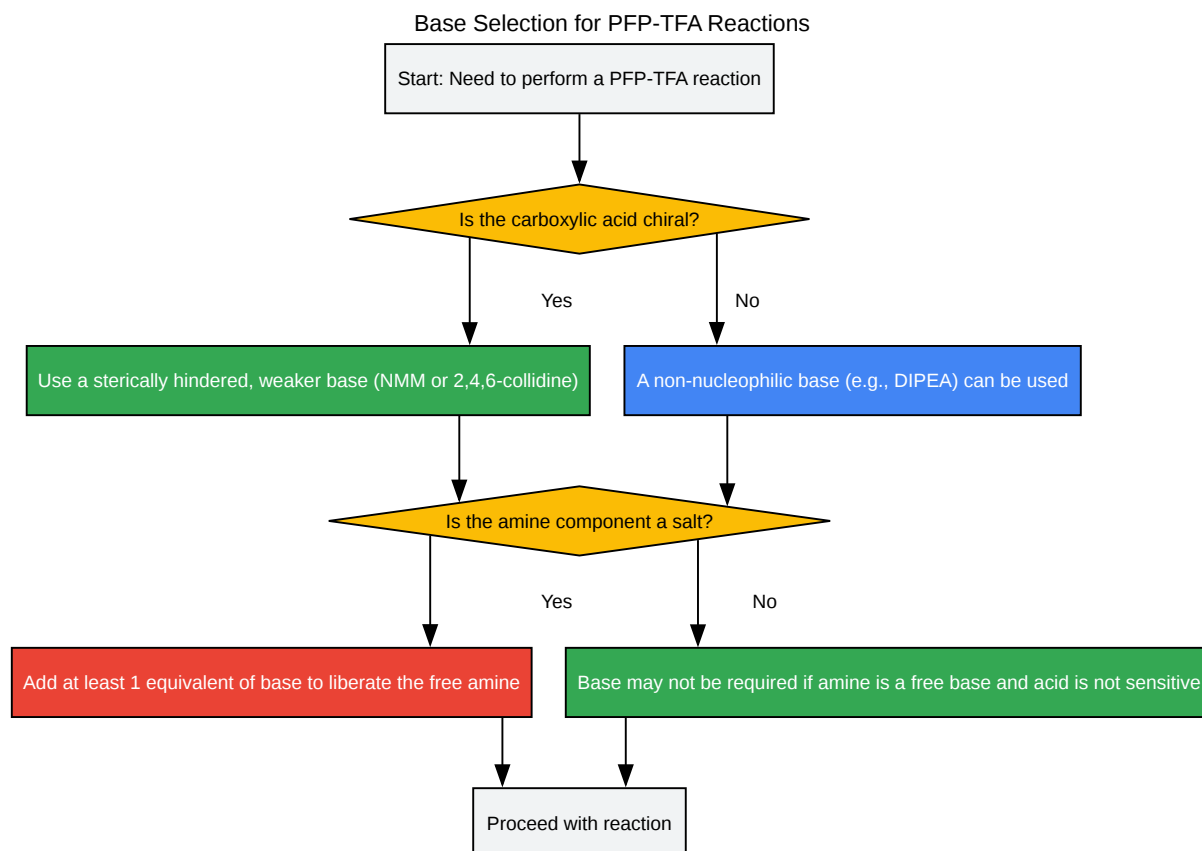 Base Selection for PFP-TFA Reactions
Start: Need to perform a PFP-TFA reaction
Is the carboxylic acid chiral?
Yes
No
Use a sterically hindered, weaker base (NMM or 2,4,6-collidine)
A non-nucleophilic base (e.g., DIPEA) can be used
Is the amine component a salt?
Yes
No
Add at least 1 equivalent of base to liberate the free amine
Base may not be required if amine is a free base and acid is not sensitive
Proceed with reaction